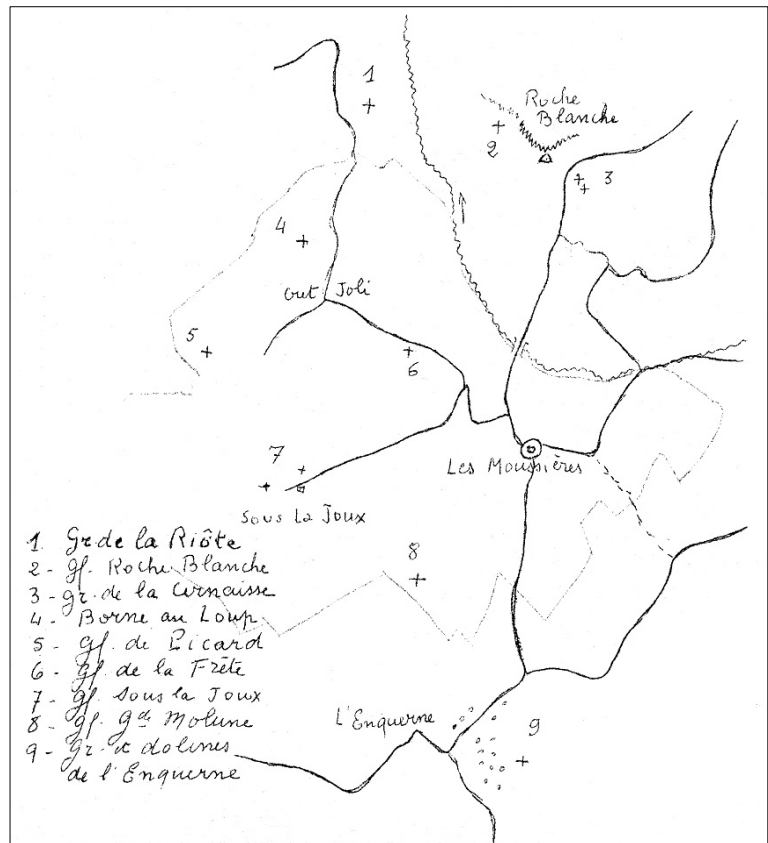 1
Roche
Blanche
2
3
4
Cret Joli
5
6
7
Les Moussières
Sous La Joux
8
1. Gr. de la Riôte
2 - gf. Roche Blanche
3 - gr. de la
4 - Borne au Loup
5 - Gf. de Picard
6 - Gf. de la Frête
7 - Gf. Sous la Joux
8 - gf. gde Molune
9 - Gr. et dolines
de l'Enquerne
L'Enquerne
9